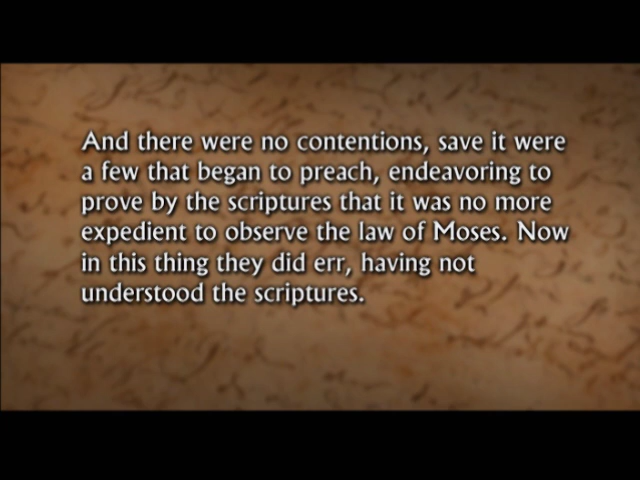 And there were no contentions, save it were
a few that began to preach, endeavoring to
prove by the scriptures that it was no more
expedient to observe the law of Moses. Now
in this thing they did err, having not
understood the scriptures.